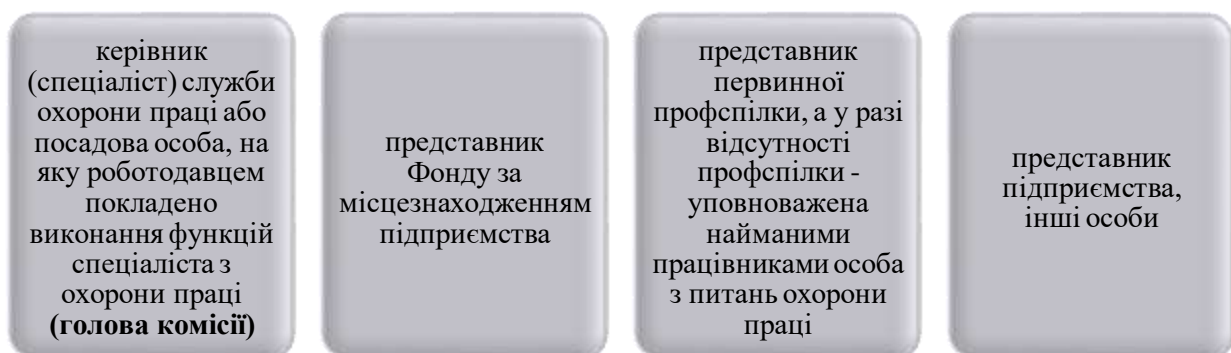 керівник
(спеціаліст) служби
охорони праці або
посадова особа, на
яку роботодавцем
покладено
виконання функцій
спеціаліста з
охорони праці
(голова комісії)
представник
Фонду за
місцезнаходженням
підприємства
представник
первинної
профспілки, а у разі
відсутності
профспілки -
уповноважена
найманими
працівниками особа
з питань охорони
праці
представник
підприємства,
інші особи